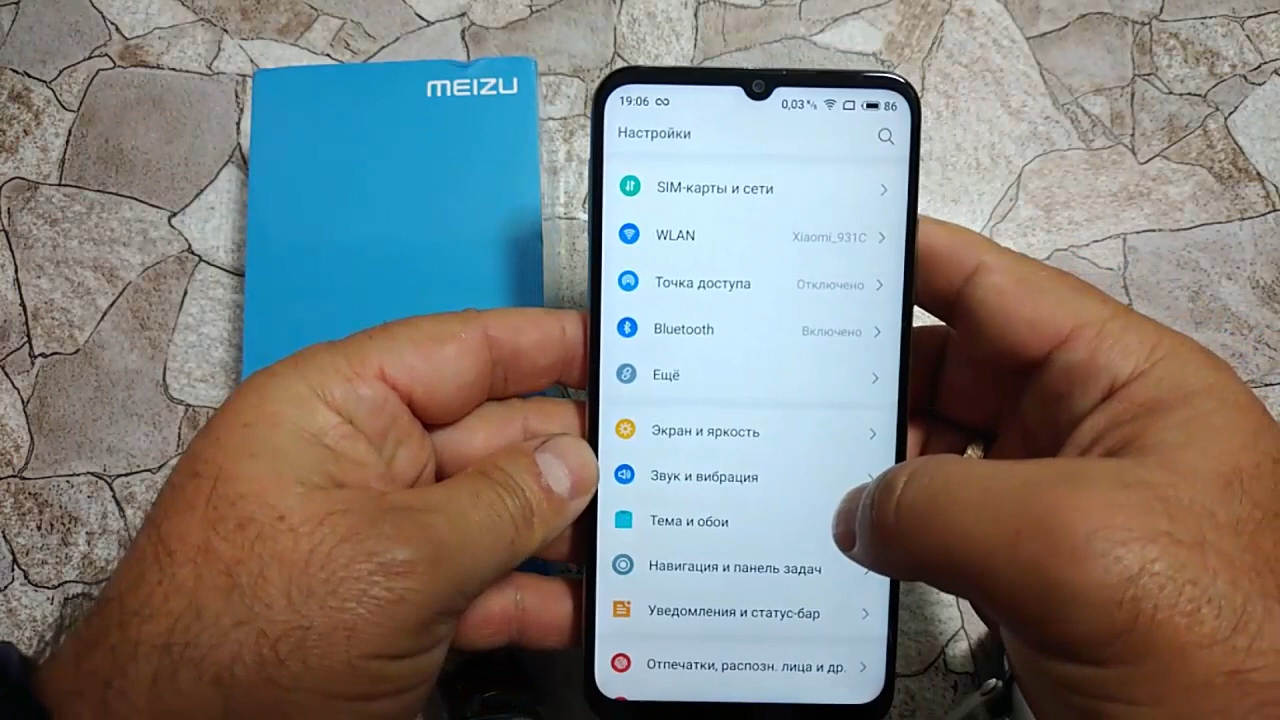 MEIZU
19:06
0,03 K/s
86
Настройки
SIM-карты и сети
WLAN Xiaomi_931C
Точка доступа Отключено
Bluetooth Включено
Ещё
Экран и яркость
Звук и вибрация
Тема и обои
Навигация и панель задач
Уведомления и статус-бар
Отпечатки, распозн. лица и др.